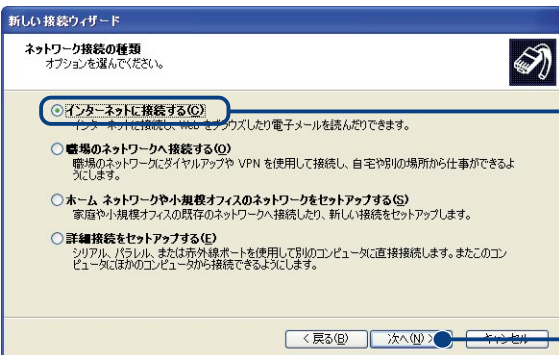 新しい接続ウィザード
ネットワーク接続の種類
オプションを選んでください。
インターネットに接続する(C)
インターネットに接続し、Web をブラウズしたり電子メールを読んだりできます。
職場のネットワークへ接続する(O)
職場のネットワークにダイヤルアップや VPN を使用して接続し、自宅や別の場所から仕事ができるよ
うにします。
ホーム ネットワークや小規模オフィスのネットワークをセットアップする(S)
家庭や小規模オフィスの既存のネットワークへ接続したり、新しい接続をセットアップします。
詳細接続をセットアップする(E)
シリアル、パラレル、または赤外線ポートを使用して別のコンピュータに直接接続します。またこのコン
ピュータにほかのコンピュータから接続できるようにします。
< 戻る(B) 次へ(N) > キャンセル